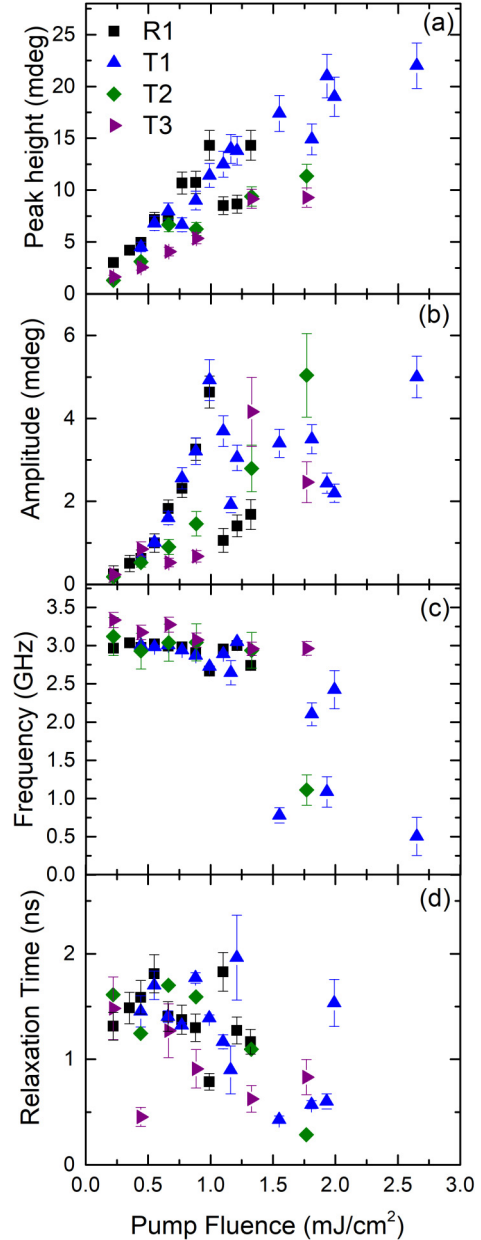 (a)
R1
T1
T2
T3
25
20
15
10
5
0
Peak height (mdeg)
(b)
6
4
2
0
Amplitude (mdeg)
(c)
3.5
3.0
2.5
2.0
1.5
1.0
0.5
Frequency (GHz)
(d)
2
1
0
Relaxation Time (ns)
0.0 0.5 1.0 1.5 2.0 2.5 3.0
Pump Fluence (mJ/cm²)